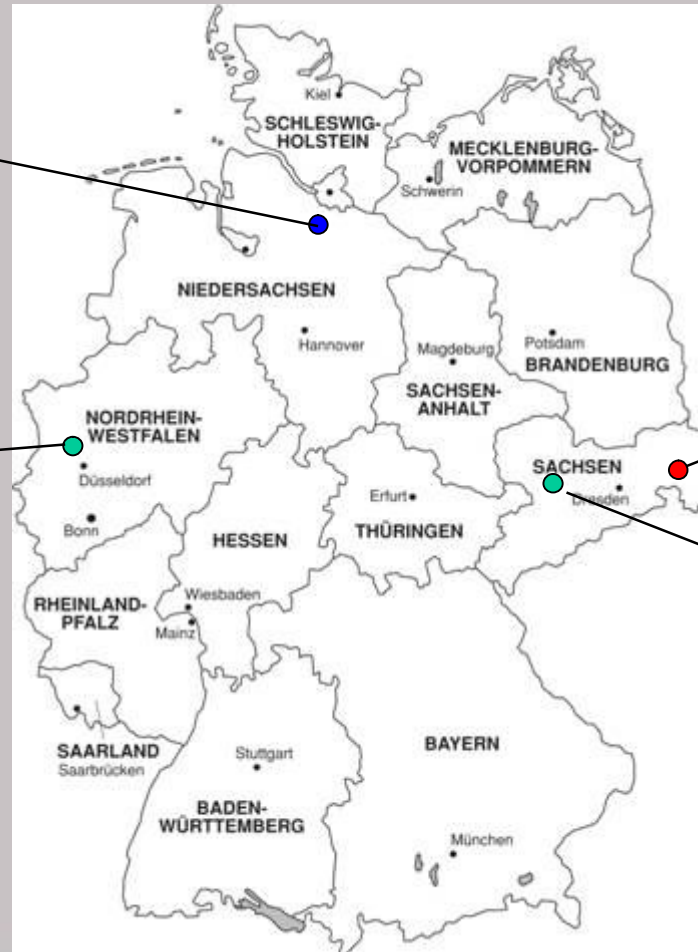 Kiel
SCHLESWIG-
HOLSTEIN
MECKLENBURG-
VORPOMMERN
Schwerin
NIEDERSACHSEN
Hannover
Magdeburg
Potsdam
BRANDENBURG
SACHSEN-
ANHALT
NORDRHEIN-
WESTFALEN
Düsseldorf
Bonn
SACHSEN
Dresden
Erfurt
THÜRINGEN
HESSEN
Wiesbaden
Mainz
RHEINLAND-
PFALZ
SAARLAND
Saarbrücken
Stuttgart
BADEN-
WÜRTTEMBERG
BAYERN
München